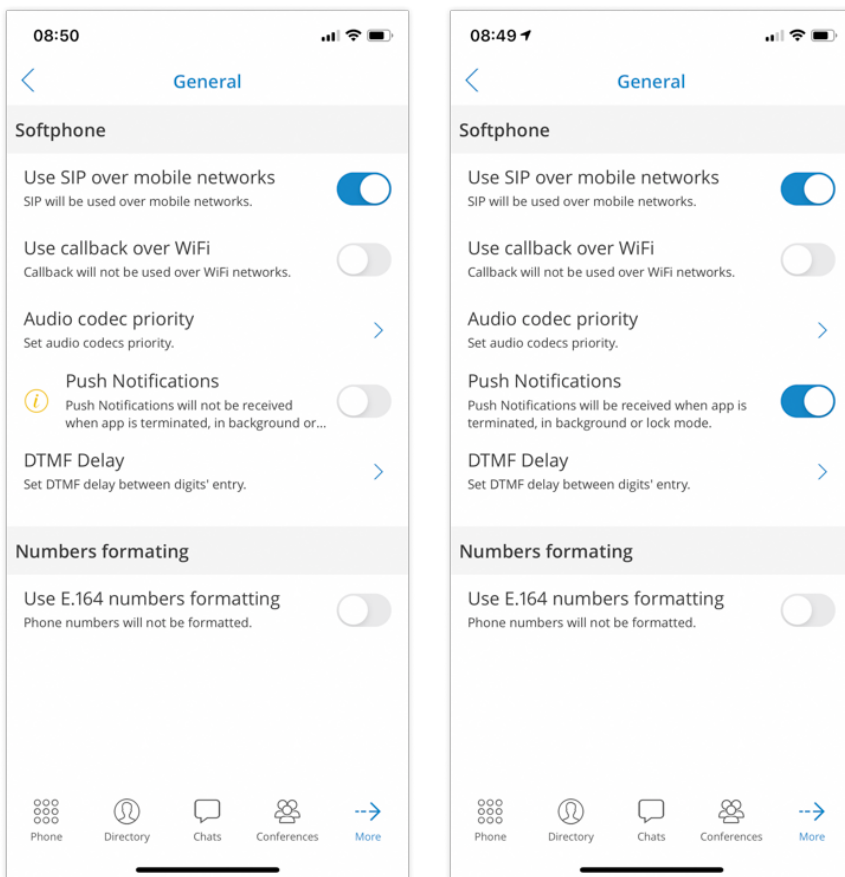 08:50
General
Softphone
Use SIP over mobile networks
SIP will be used over mobile networks.
Use callback over WiFi
Callback will not be used over WiFi networks.
Audio codec priority
Set audio codecs priority.
i
Push Notifications
Push Notifications will not be received
when app is terminated, in background or...
DTMF Delay
Set DTMF delay between digits' entry.
Numbers formating
Use E.164 numbers formatting
Phone numbers will not be formatted.
Phone
Directory
Chats
Conferences
More
08:49
General
Softphone
Use SIP over mobile networks
SIP will be used over mobile networks.
Use callback over WiFi
Callback will not be used over WiFi networks.
Audio codec priority
Set audio codecs priority.
Push Notifications
Push Notifications will be received when app is
terminated, in background or lock mode.
DTMF Delay
Set DTMF delay between digits' entry.
Numbers formating
Use E.164 numbers formatting
Phone numbers will not be formatted.
Phone
Directory
Chats
Conferences
More